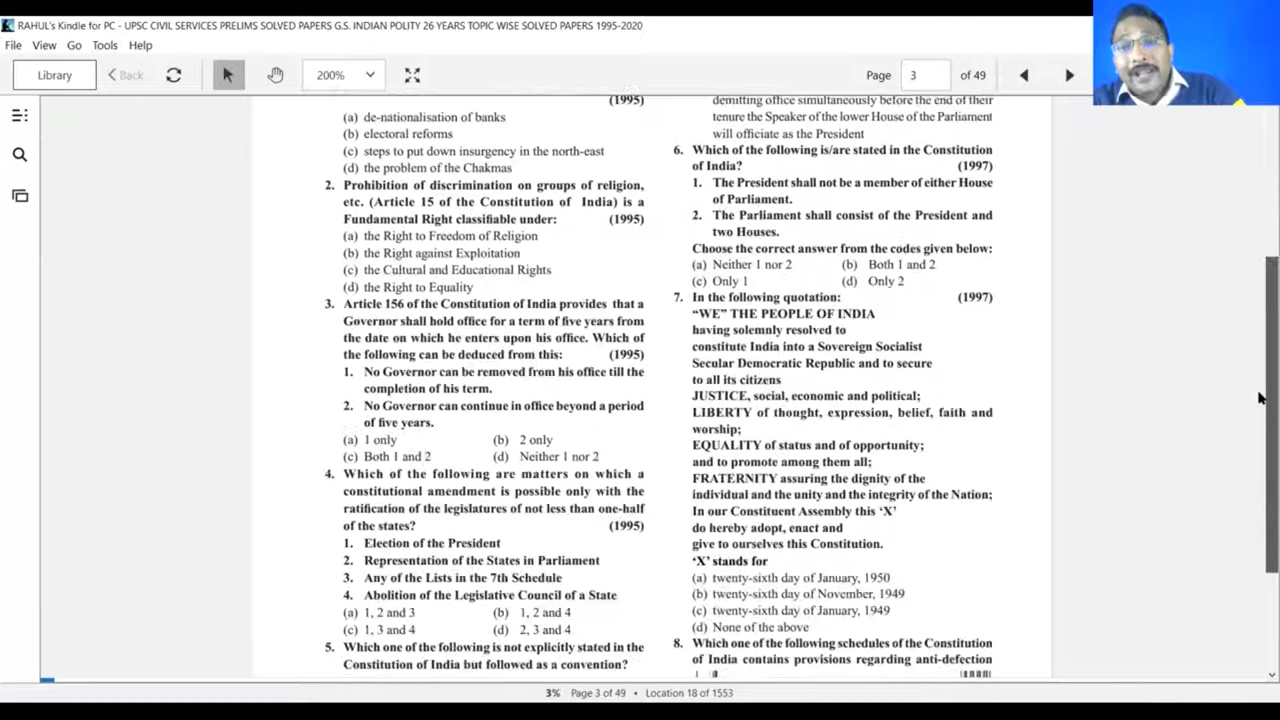 RAHUL's Kindle for PC - UPSC CIVIL SERVICES PRELIMS SOLVED PAPERS G.S. INDIAN POLITY 26 YEARS TOPIC WISE SOLVED PAPERS 1995-2020
File View Go Tools Help
Library
Back
200%
Page 3 of 49
(1995)
(a) de-nationalisation of banks
(b) electoral reforms
(c) steps to put down insurgency in the north-east
(d) the problem of the Chakmas
2. Prohibition of discrimination on groups of religion,
etc. (Article 15 of the Constitution of India) is a
Fundamental Right classifiable under: (1995)
(a) the Right to Freedom of Religion
(b) the Right against Exploitation
(c) the Cultural and Educational Rights
(d) the Right to Equality
3. Article 156 of the Constitution of India provides that a
Governor shall hold office for a term of five years from
the date on which he enters upon his office. Which of
the following can be deduced from this: (1995)
1. No Governor can be removed from his office till the
completion of his term.
2. No Governor can continue in office beyond a period
of five years.
(a) 1 only (b) 2 only
(c) Both 1 and 2 (d) Neither 1 nor 2
4. Which of the following are matters on which a
constitutional amendment is possible only with the
ratification of the legislatures of not less than one-half
of the states? (1995)
1. Election of the President
2. Representation of the States in Parliament
3. Any of the Lists in the 7th Schedule
4. Abolition of the Legislative Council of a State
(a) 1, 2 and 3 (b) 1, 2 and 4
(c) 1, 3 and 4 (d) 2, 3 and 4
5. Which one of the following is not explicitly stated in the
Constitution of India but followed as a convention?
demitting office simultaneously before the end of their
tenure the Speaker of the lower House of the Parliament
will officiate as the President
6. Which of the following is/are stated in the Constitution
of India? (1997)
1. The President shall not be a member of either House
of Parliament.
2. The Parliament shall consist of the President and
two Houses.
Choose the correct answer from the codes given below:
(a) Neither 1 nor 2 (b) Both 1 and 2
(c) Only 1 (d) Only 2
7. In the following quotation: (1997)
“WE” THE PEOPLE OF INDIA
having solemnly resolved to
constitute India into a Sovereign Socialist
Secular Democratic Republic and to secure
to all its citizens
JUSTICE, social, economic and political;
LIBERTY of thought, expression, belief, faith and
worship;
EQUALITY of status and of opportunity;
and to promote among them all;
FRATERNITY assuring the dignity of the
individual and the unity and the integrity of the Nation;
In our Constituent Assembly this ‘X’
do hereby adopt, enact and
give to ourselves this Constitution.
‘X’ stands for
(a) twenty-sixth day of January, 1950
(b) twenty-sixth day of November, 1949
(c) twenty-sixth day of January, 1949
(d) None of the above
8. Which one of the following schedules of the Constitution
of India contains provisions regarding anti-defection
3% Page 3 of 49 • Location 18 of 1553